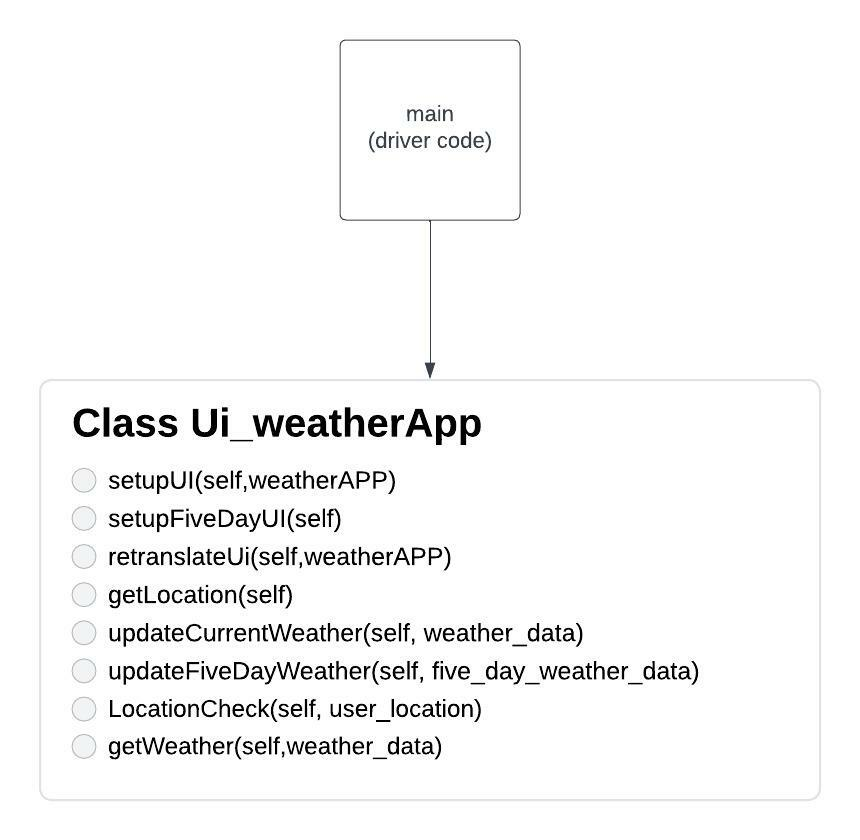 main
(driver code)
Class Ui_weatherApp
setupUI(self,weatherAPP)
setupFiveDayUI(self)
retranslateUi(self,weatherAPP)
getLocation(self)
updateCurrentWeather(self, weather_data)
updateFiveDayWeather(self, five_day_weather_data)
LocationCheck(self, user_location)
getWeather(self,weather_data)